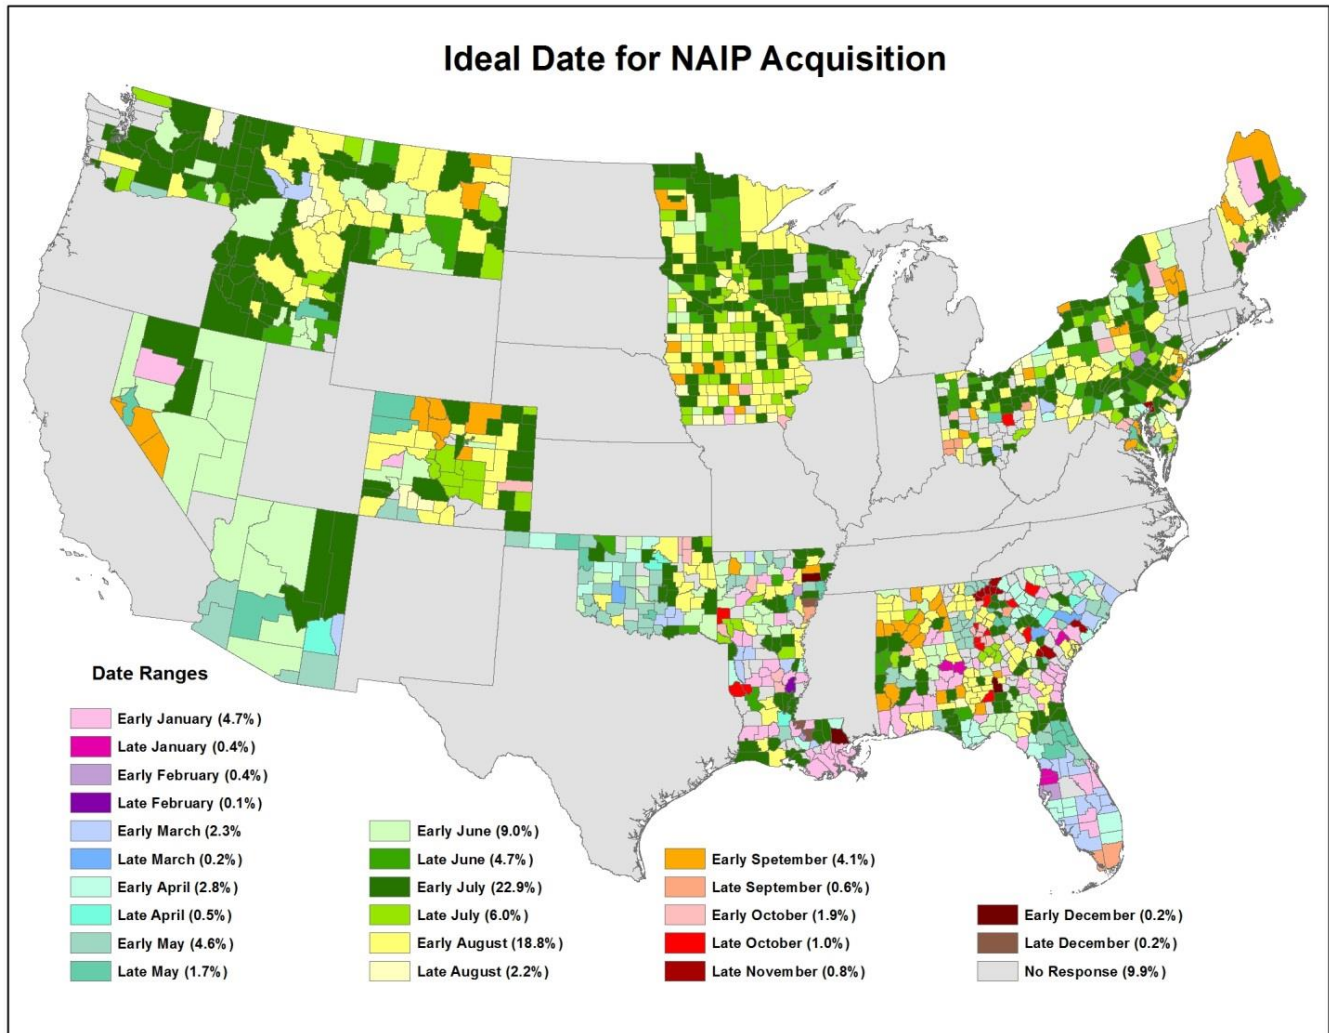 Ideal Date for NAIP Acquisition
Date Ranges
Early January (4.7%)
Late January (0.4%)
Early February (0.4%)
Late February (0.1%)
Early March (2.3%
Late March (0.2%)
Early April (2.8%)
Late April (0.5%)
Early May (4.6%)
Late May (1.7%)
Early June (9.0%)
Late June (4.7%)
Early July (22.9%)
Late July (6.0%)
Early August (18.8%)
Late August (2.2%)
Early Spetember (4.1%)
Late September (0.6%)
Early October (1.9%)
Late October (1.0%)
Late November (0.8%)
Early December (0.2%)
Late December (0.2%)
No Response (9.9%)